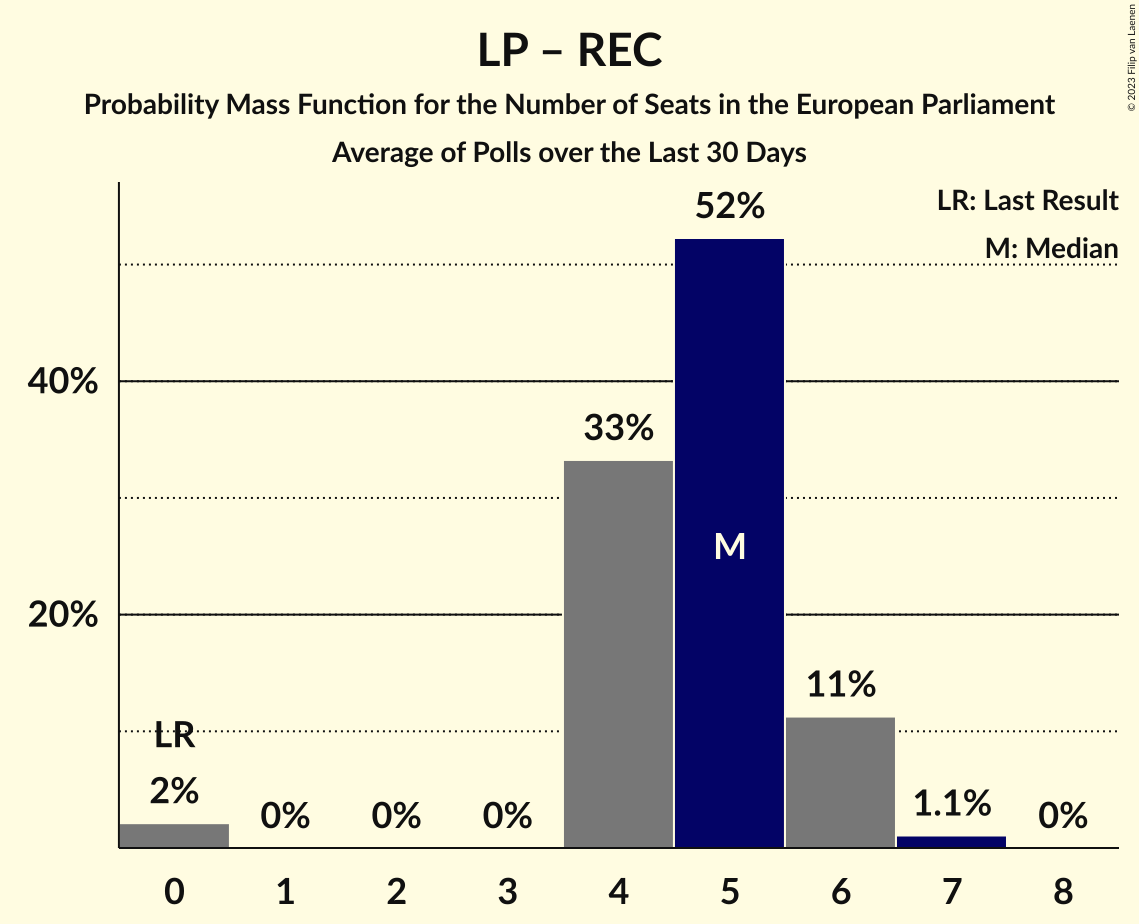 LP – REC
Probability Mass Function for the Number of Seats in the European Parliament
Average of Polls over the Last 30 Days
© 2023 Filip van Laenen
LR: Last Result
M: Median
52%
40%
33%
M
20%
11%
LR
2%
0%
0%
0%
1.1%
0%
0 1 2 3 4 5 6 7 8